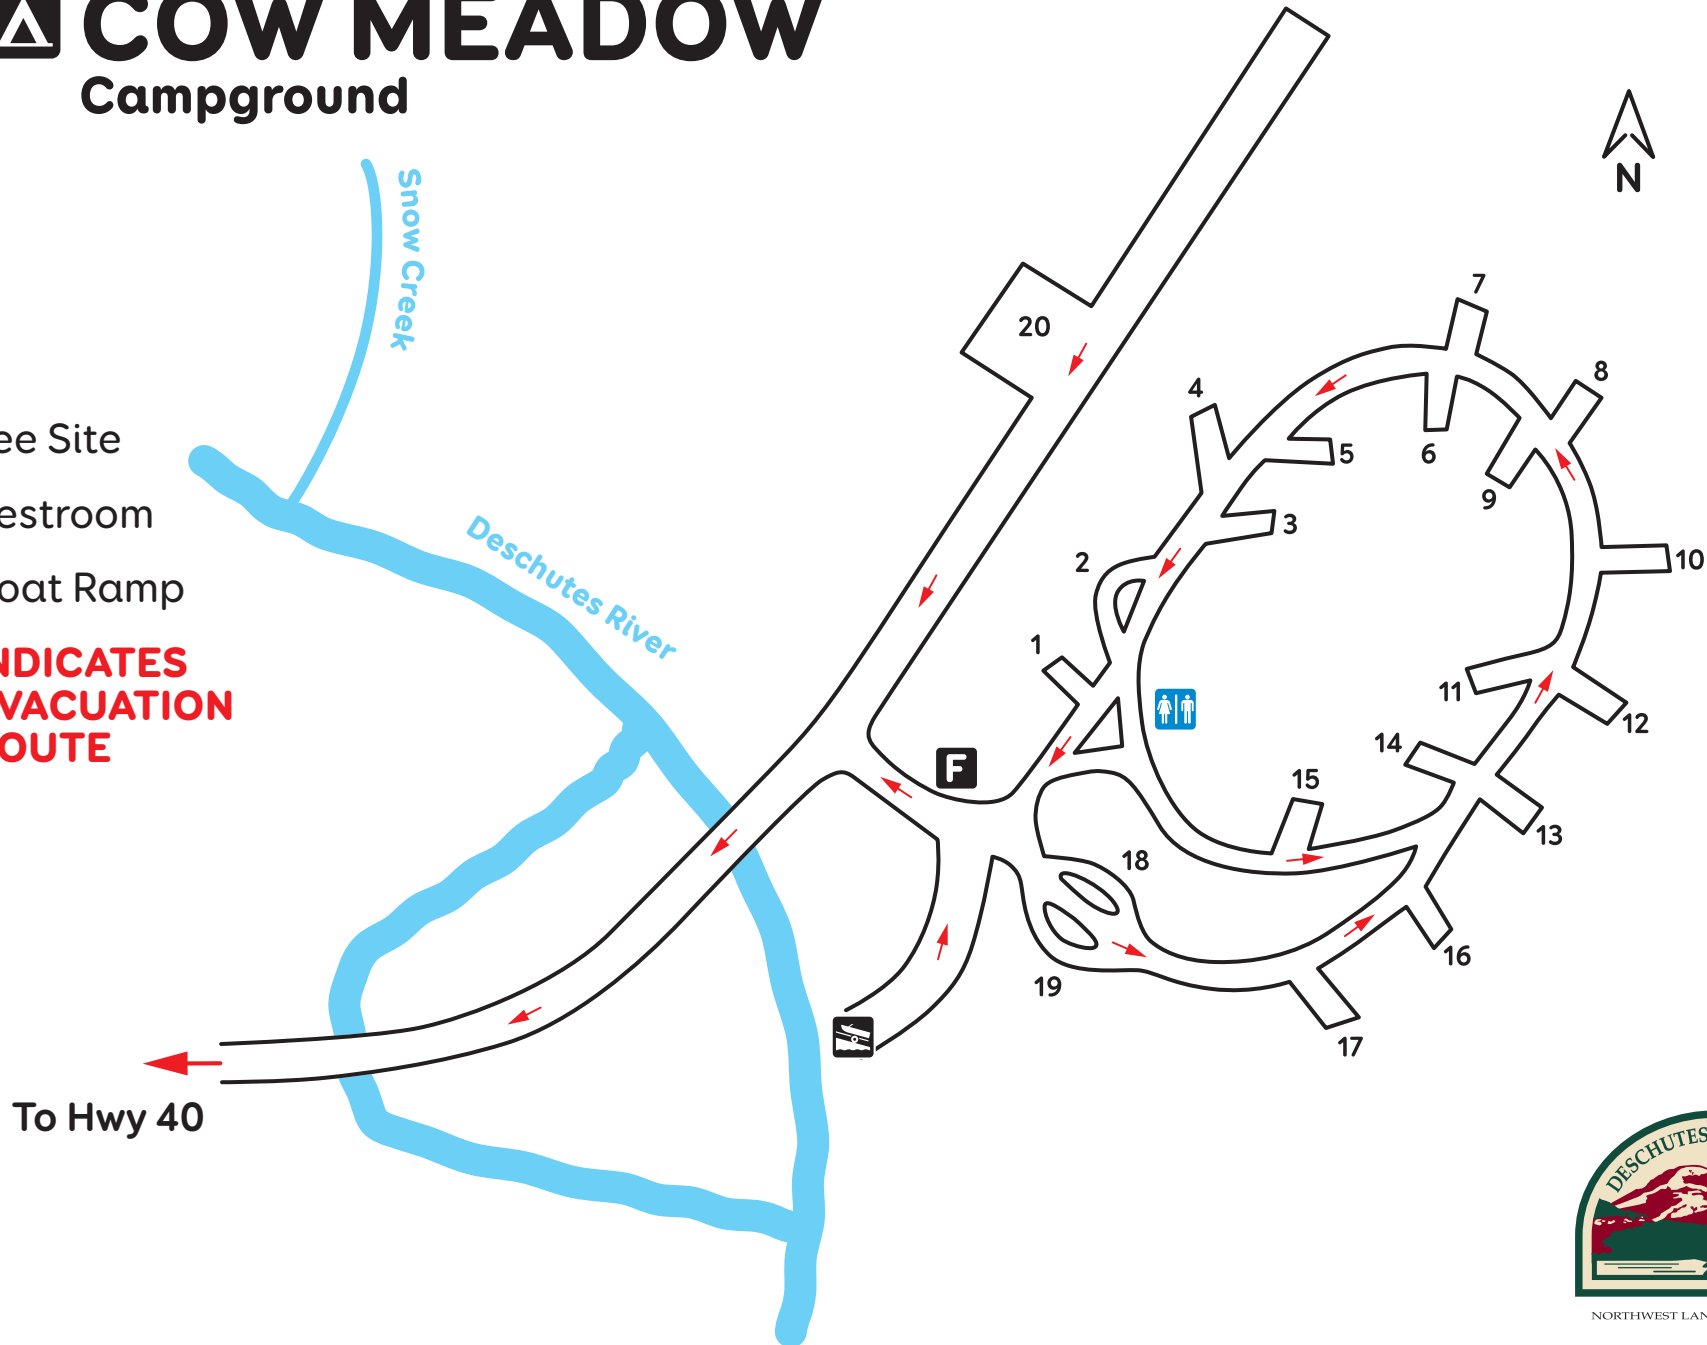 COW MEADOW
Campground
N
Snow Creek
7
20
8
4
5
6
9
3
ee Site
estroom
oat Ramp
Deschutes River
2
10
1
NDICATES
VACUATION
OUTE
11
12
14
F
15
13
18
16
19
17
To Hwy 40
DESCHUTES
NORTHWEST LAN